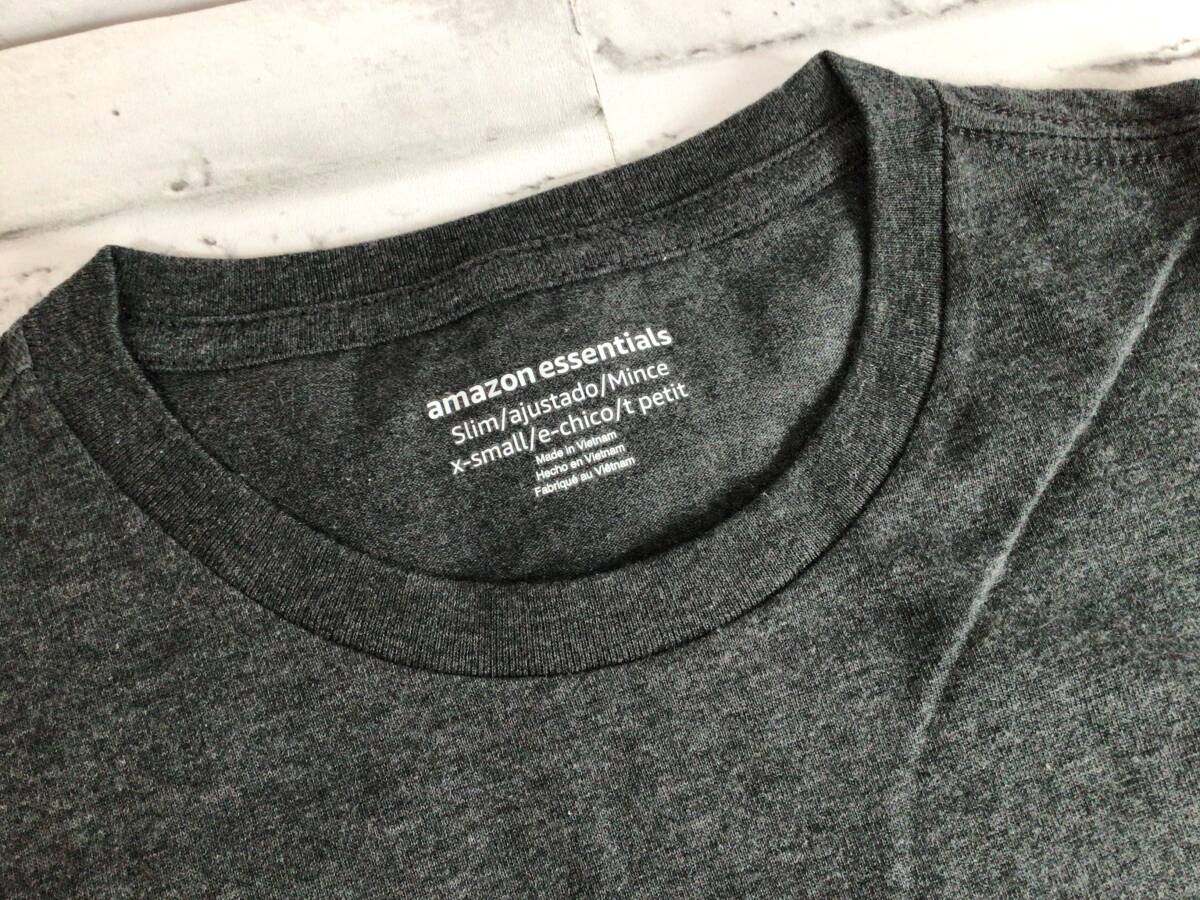 amazon essentials
Slim/ajustado/Mince
x-small/e-chico/t petit
Made in Vietnam
Hecho en Vietnam
Fabriqué au Viêtnam